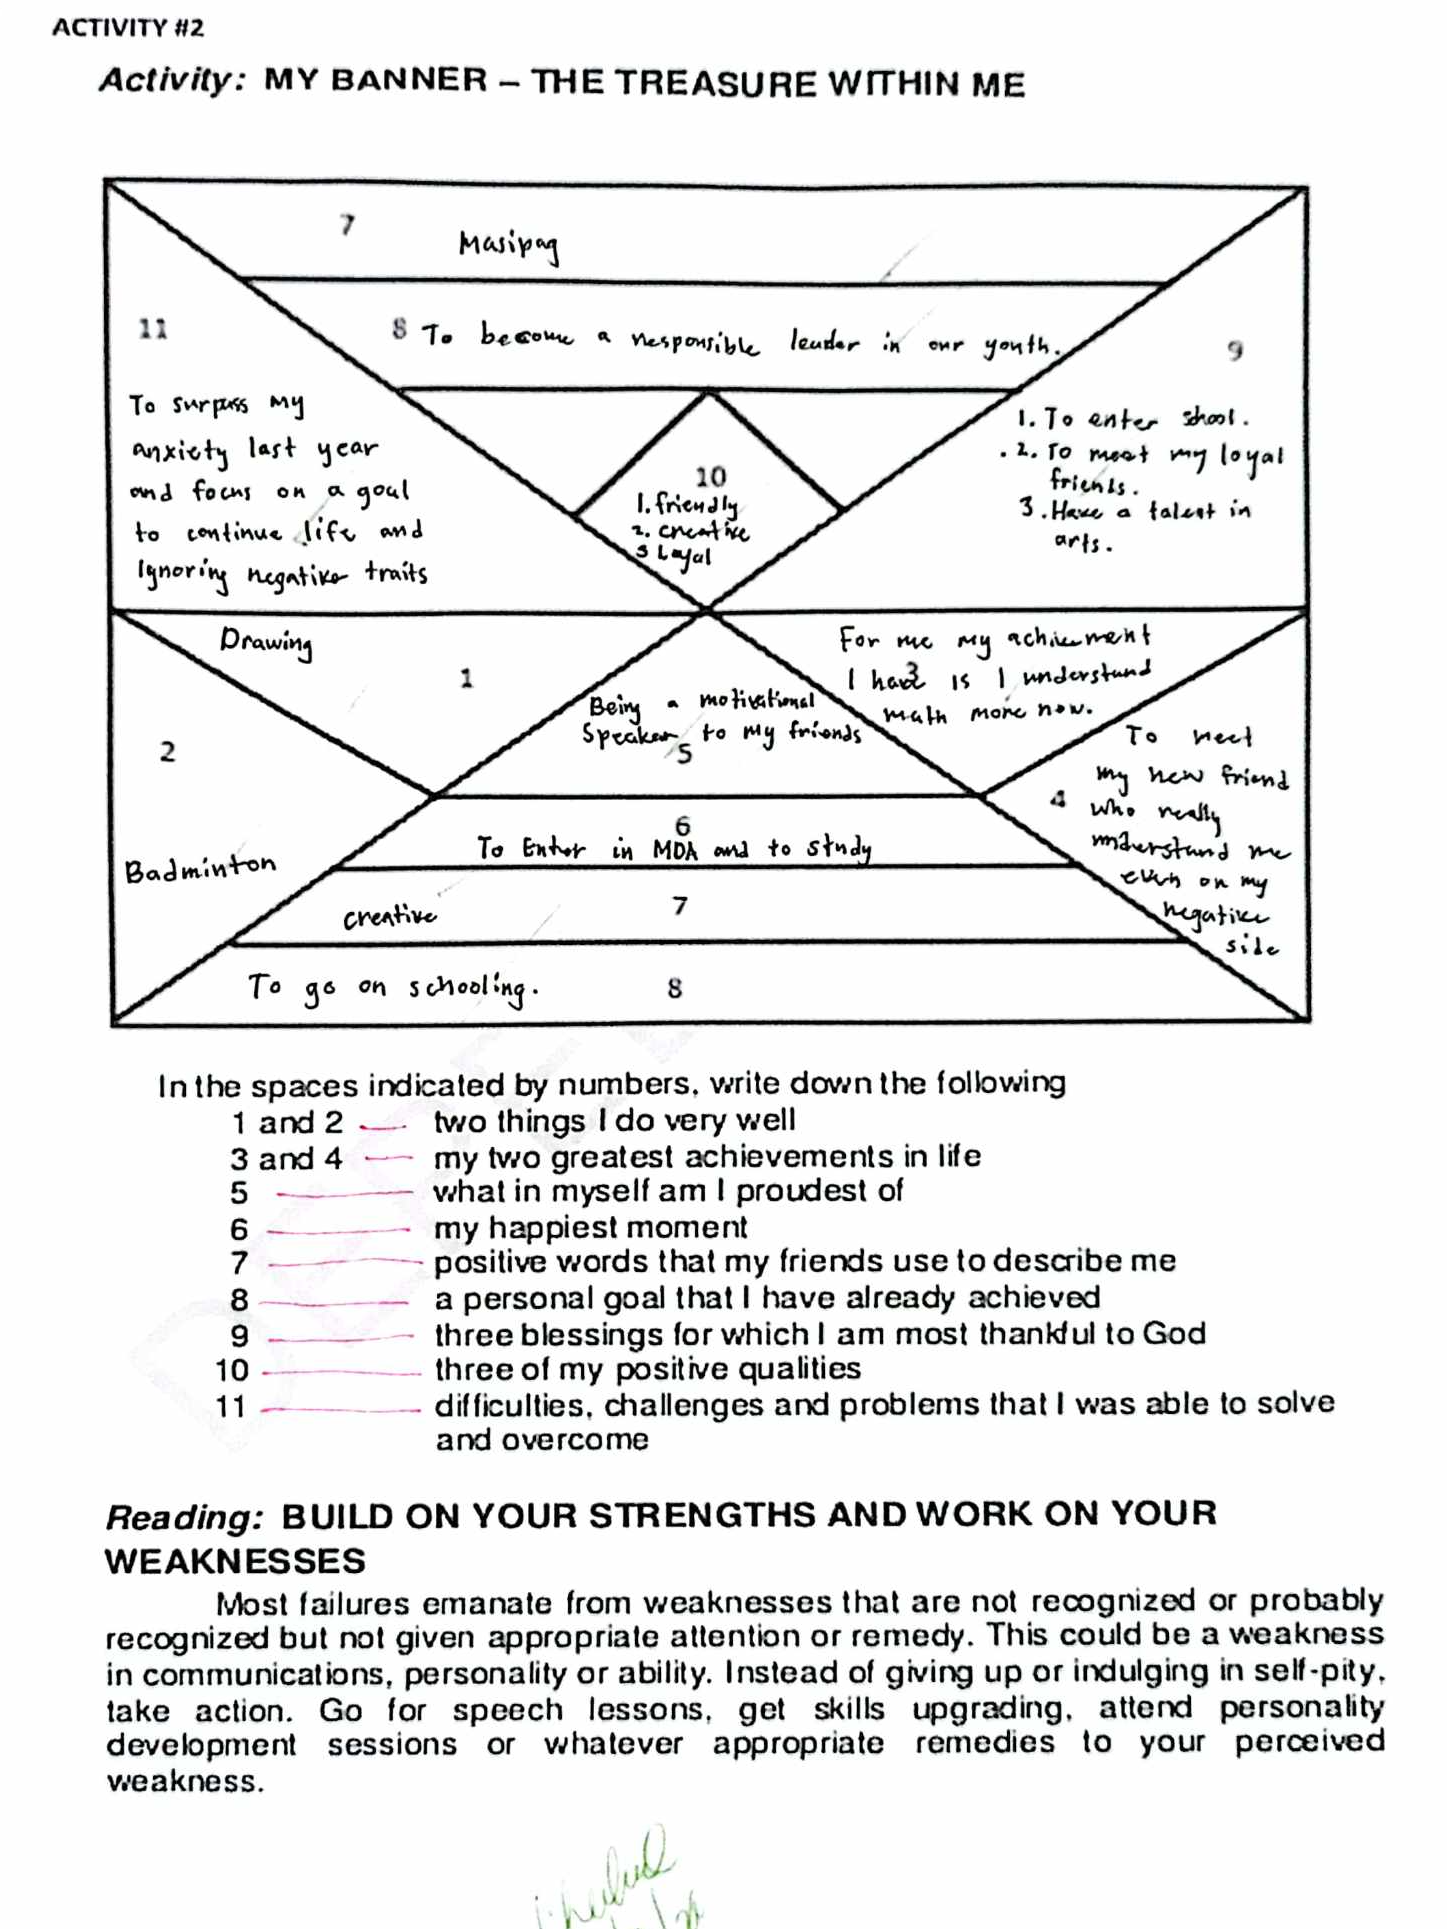 ACTIVITY #2
Activity: MY BANNER – THE TREASURE WITHIN ME
7
Masipag
8 To become a responsible leader in our youth.
11
To surpass my
anxiety last year
and focus on a goal
to continue life and
Ignoring negative traits
9
1. To enter school.
2. To meet my loyal
friends.
3. Have a talent in
arts.
10
1. friendly
2. creative
3 Loyal
Drawing
1
2
Badminton
For me my achievment
I have is I understand
3
math more now.
Being a motivational
Speaker to my friends
5
4
To meet
my new friend
who really
understand me
even on my
negative
side
6
To Enter in MDA and to study
creative 7
To go on schooling. 8
In the spaces indicated by numbers, write down the following
1 and 2 two things I do very well
3 and 4 my two greatest achievements in life
5 what in myself am I proudest of
6 my happiest moment
7 positive words that my friends use to describe me
8 a personal goal that I have already achieved
9 three blessings for which I am most thankful to God
10 three of my positive qualities
11 difficulties, challenges and problems that I was able to solve
and overcome
Reading: BUILD ON YOUR STRENGTHS AND WORK ON YOUR
WEAKNESSES
Most failures emanate from weaknesses that are not recognized or probably
recognized but not given appropriate attention or remedy. This could be a weakness
in communications, personality or ability. Instead of giving up or indulging in self-pity,
take action. Go for speech lessons, get skills upgrading, attend personality
development sessions or whatever appropriate remedies to your perceived
weakness.